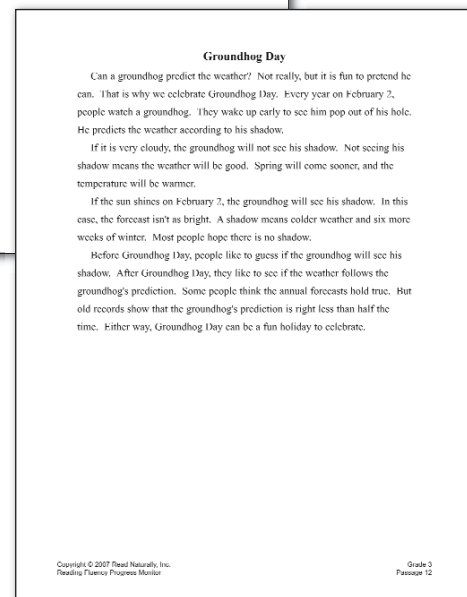 Groundhog Day
Can a groundhog predict the weather? Not really, but it is fun to pretend he
can. That is why we celebrate Groundhog Day. Every year on February 2,
people watch a groundhog. They wake up early to see him pop out of his hole.
He predicts the weather according to his shadow.
If it is very cloudy, the groundhog will not see his shadow. Not seeing his
shadow means the weather will be good. Spring will come sooner, and the
temperature will be warmer.
If the sun shines on February 2, the groundhog will see his shadow. In this
case, the forecast isn't as bright. A shadow means colder weather and six more
weeks of winter. Most people hope there is no shadow.
Before Groundhog Day, people like to guess if the groundhog will see his
shadow. After Groundhog Day, they like to see if the weather follows the
groundhog's prediction. Some people think the annual forecasts hold true. But
old records show that the groundhog's prediction is right less than half the
time. Either way, Groundhog Day can be a fun holiday to celebrate.
Copyright © 2007 Read Naturally, Inc.
Reading Fluency Progress Monitor
Grade 3
Passage 12